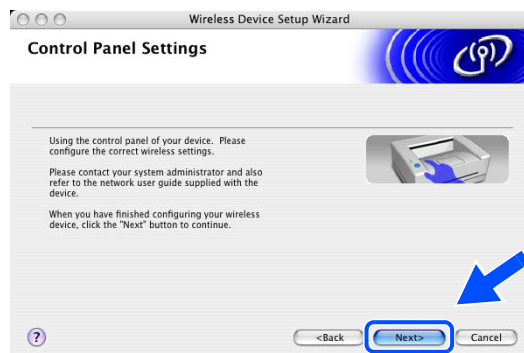 Wireless Device Setup Wizard
Control Panel Settings
Using the control panel of your device. Please
configure the correct wireless settings.
Please contact your system administrator and also
refer to the network user guide supplied with the
device.
When you have finished configuring your wireless
device, click the "Next" button to continue.
?
<Back
Next>
Cancel